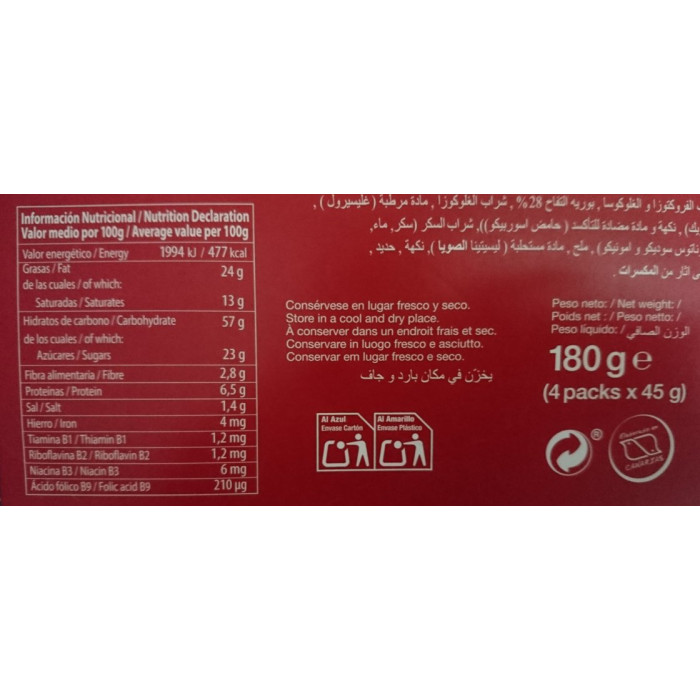 Información Nutricional / Nutrition Declaration
Valor medio por 100g / Average value per 100g
Valor energético / Energy 1994 kJ / 477 kcal
Grasas / Fat 24 g
de las cuales / of which:
Saturadas / Saturates 13 g
Hidratos de carbono / Carbohydrate 57 g
de los cuales / of which:
Azúcares / Sugars 23 g
Fibra alimentaria / Fibre 2,8 g
Proteínas / Protein 6,5 g
Sal / Salt 1,4 g
Hierro / Iron 4 mg
Tiamina B1 / Thiamin B1 1,2 mg
Riboflavina B2 / Riboflavin B2 1,2 mg
Niacina B3 / Niacin B3 6 mg
Ácido fólico B9 / Folic acid B9 210 µg
الفروكتوزا و الغلوكوسا , بوريه التفاح 28%, شراب الغلوكوزا , مادة مرطبة (غليسيرول ) ,
, نكهة و مادة مضادة للتأكسد ( حامض اسوربيكو)), شراب السكر (سكر, ماء,
سوديكو و امونيكو) , ملح , مادة مستحلبة ( ليسيتينا الصويا ) , نكهة , حديد ,
اثار من المكسرات .
Consérvese en lugar fresco y seco.
Store in a cool and dry place.
À conserver dans un endroit frais et sec.
Conservare in luogo fresco e asciutto.
Conservar em lugar fresco e seco.
يخزّن في مكان بارد و جاف
Al Azul
Envase Cartón
Al Amarillo
Envase Plástico
Peso neto: / Net weight: /
Poids net : / Peso netto: /
Peso líquido: / الوزن الصافي
180 g e
(4 packs x 45 g)
®
Elaborado en
CANARIAS